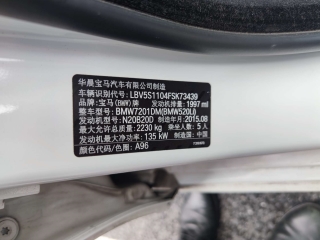 华晨宝马汽车有限公司制造
车辆识别代号: LBV5S1104FSK73439
品牌: 宝马(BMW)牌 发动机排量: 1997 ml
整车型号: BMW7201DM(BMW520Li)
发动机型号: N20B20D 制造年月: 2015.08
最大允许总质量: 2230 kg 乘坐人数: 5 人
发动机最大净功率: 135 kW 制造国: 中国
颜色代码/色号: A96